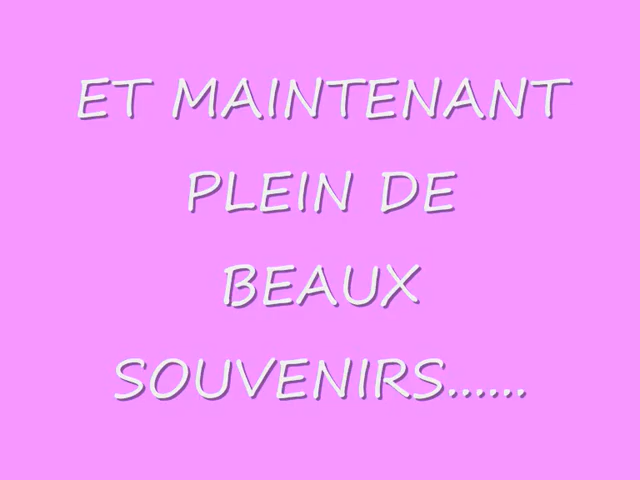 ET MAINTENANT
PLEIN DE
BEAUX
SOUVENIRS......